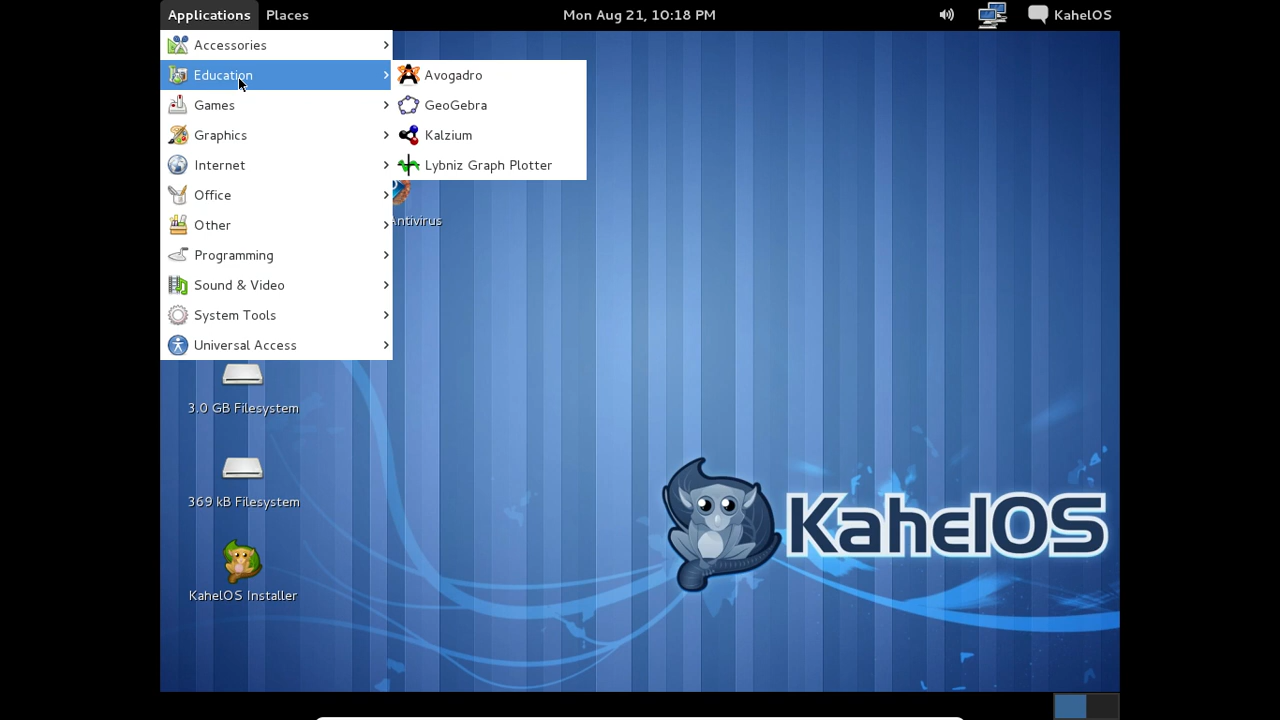 Applications Places Mon Aug 21, 10:18 PM KahelOS
Accessories
Education
Games
Graphics
Internet
Office
Other
Programming
Sound & Video
System Tools
Universal Access
Avogadro
GeoGebra
Kalzium
Lybniz Graph Plotter
Antivirus
3.0 GB Filesystem
369 kB Filesystem
KahelOS Installer
KahelOS